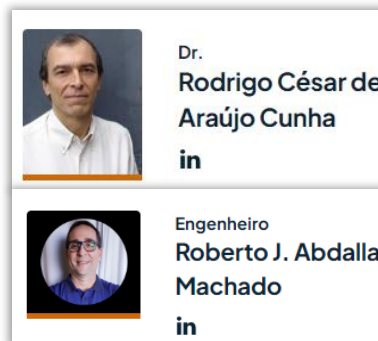 Dr.
Rodrigo César de
Araújo Cunha
in
Engenheiro
Roberto J. Abdalla
Machado
in